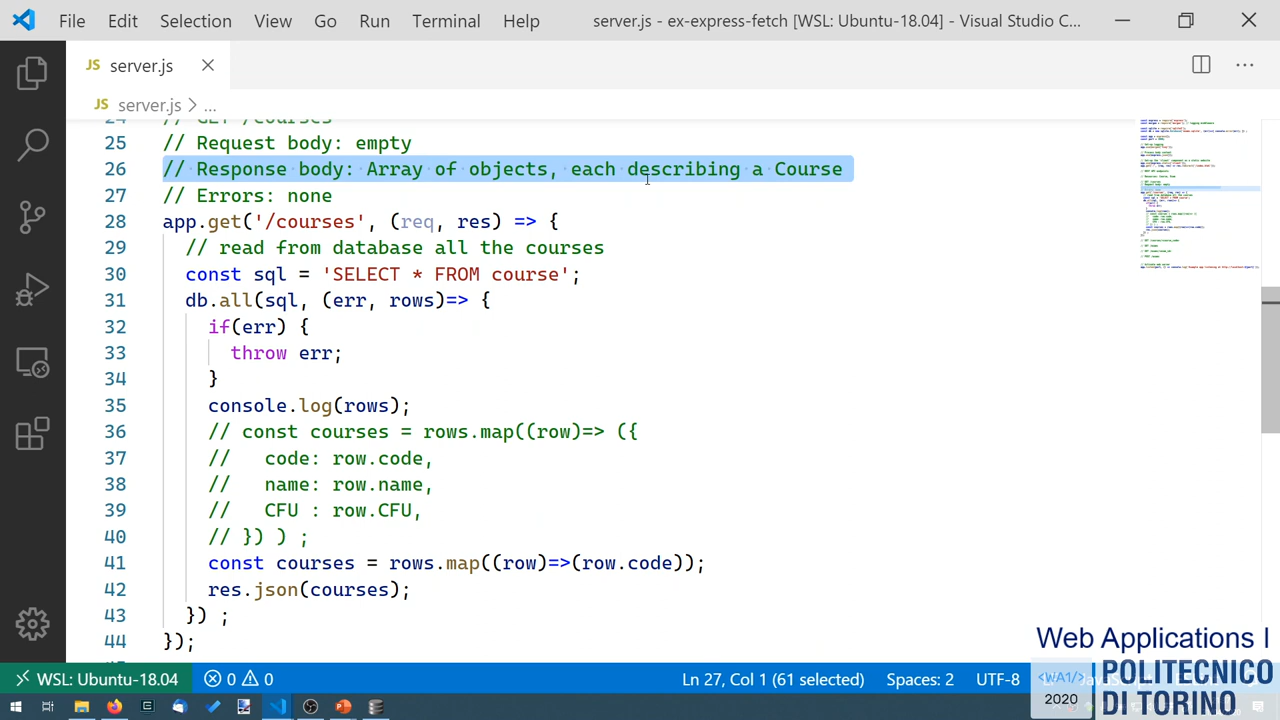 File Edit Selection View Go Run Terminal Help server.js - ex-express-fetch [WSL: Ubuntu-18.04] - Visual Studio C...
JS server.js
JS server.js > ...
24 // GET /courses
25 // Request body: empty
26 // Response body: Array of objects, each describing a Course
27 // Errors: none
28 app.get('/courses', (req, res) => {
29 // read from database all the courses
30 const sql = 'SELECT * FROM course';
31 db.all(sql, (err, rows)=> {
32 if(err) {
33 throw err;
34 }
35 console.log(rows);
36 // const courses = rows.map((row)=> ({
37 // code: row.code,
38 // name: row.name,
39 // CFU : row.CFU,
40 // }) ) ;
41 const courses = rows.map((row)=>(row.code));
42 res.json(courses);
43 }) ;
44 });
Web Applications I
WSL: Ubuntu-18.04 0 0 Ln 27, Col 1 (61 selected) Spaces: 2 UTF-8
<WA1/>
2020
POLITECNICO
DI TORINO